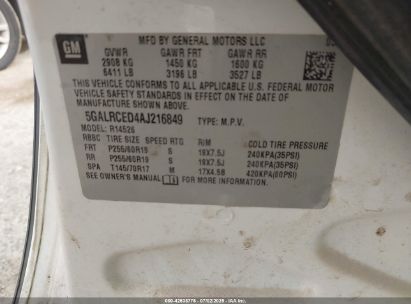 GM
MFD BY GENERAL MOTORS LLC
GVWR GAWR FRT GAWR RR
2908 KG 1450 KG 1600 KG
6411 LB 3196 LB 3527 LB
THIS VEHICLE CONFORMS TO ALL APPLICABLE U.S. FEDERAL MOTOR
VEHICLE SAFETY AND BUMPER STANDARDS IN EFFECT ON THE DATE OF
MANUFACTURE SHOWN ABOVE.
5GALRCED4AJ216849 TYPE: M.P.V.
R14526
RBBC TIRE SIZE SPEED RTG RIM COLD TIRE PRESSURE
FRT P255/60R19 S 19X7.5J 240KPA(35PSI)
RR P255/60R19 S 19X7.5J 240KPA(35PSI)
SPA T145/70R17 M 17X4.5B 420KPA(60PSI)
SEE OWNER'S MANUAL FOR MORE INFORMATION